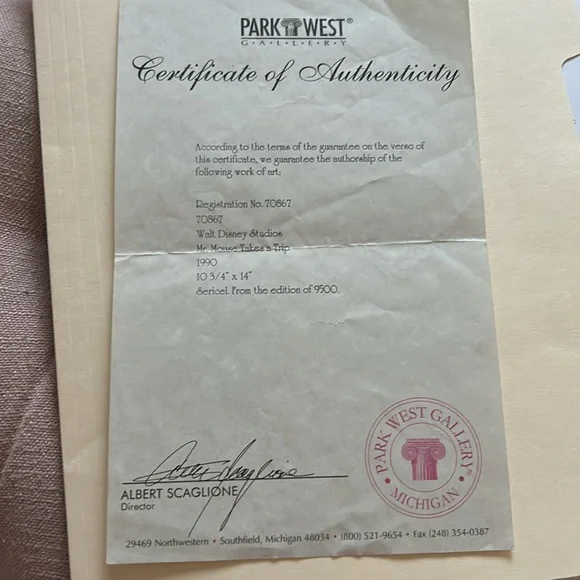 PARK WEST®
G•A•L•L•E•R•Y
Certificate of Authenticity
According to the terms of the guarantee on the verso of
this certificate, we guarantee the authorship of the
following work of art:
Registration No. 70867
70867
Walt Disney Studios
Mr. Mouse Takes a Trip
1990
10 3/4" x 14"
Sericel. From the edition of 9500.
ALBERT SCAGLIONE
Director
PARK WEST GALLERY®
• MICHIGAN •
29469 Northwestern • Southfield, Michigan 48034 • (800) 521-9654 • Fax (248) 354-0387